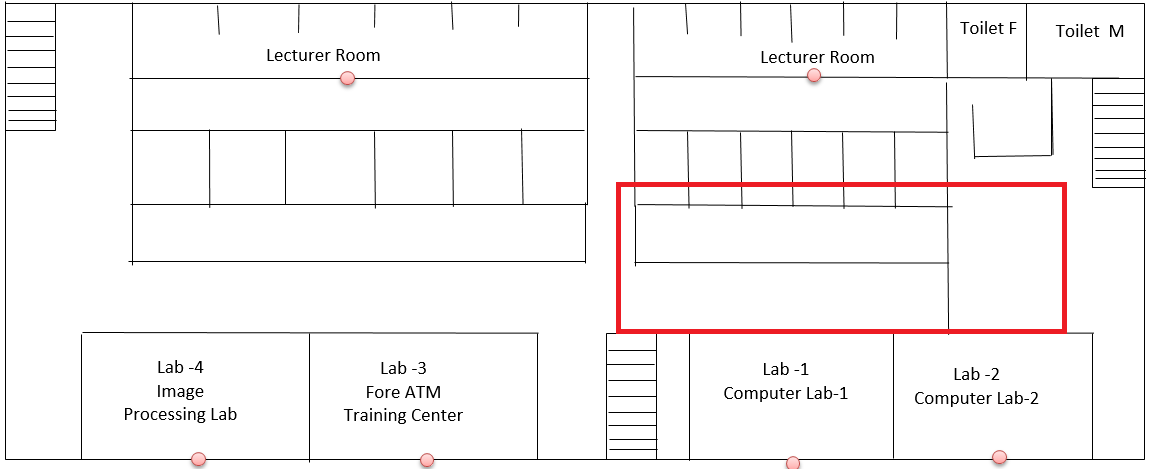 Toilet F
Toilet  M
Lecturer Room
Lecturer Room
Lab -4
Image
Processing Lab
Lab -3
Fore ATM
Training Center
Lab -1
Computer Lab-1
Lab -2
Computer Lab-2